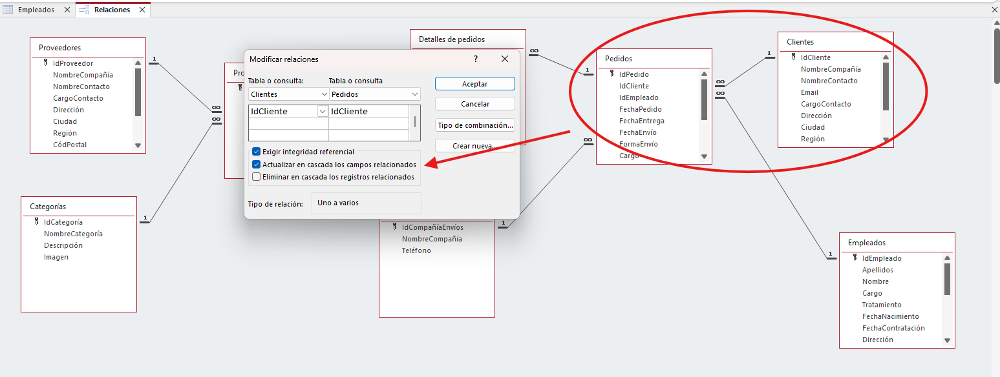 Empleados
Relaciones
Proveedores
IdProveedor
NombreCompañía
NombreContacto
CargoContacto
Dirección
Ciudad
Región
CódPostal
1
∞
∞
Categorías
IdCategoría
NombreCategoría
Descripción
Imagen
1
Pro
Detalles de pedidos
∞
1
Modificar relaciones
?
Tabla o consulta:
Tabla o consulta
Clientes
Pedidos
IdCliente
IdCliente
Exigir integridad referencial
Actualizar en cascada los campos relacionados
Eliminar en cascada los registros relacionados
Tipo de relación:
Uno a varios
Aceptar
Cancelar
Tipo de combinación...
Crear nueva..
IdCompañíaEnvíos
NombreCompañía
Teléfono
1
∞
Pedidos
IdPedido
IdCliente
IdEmpleado
FechaPedido
FechaEntrega
FechaEnvío
FormaEnvío
Cargo
∞
∞
1
Clientes
IdCliente
NombreCompañía
NombreContacto
Email
CargoContacto
Dirección
Ciudad
Región
1
Empleados
IdEmpleado
Apellidos
Nombre
Cargo
Tratamiento
FechaNacimiento
FechaContratación
Dirección